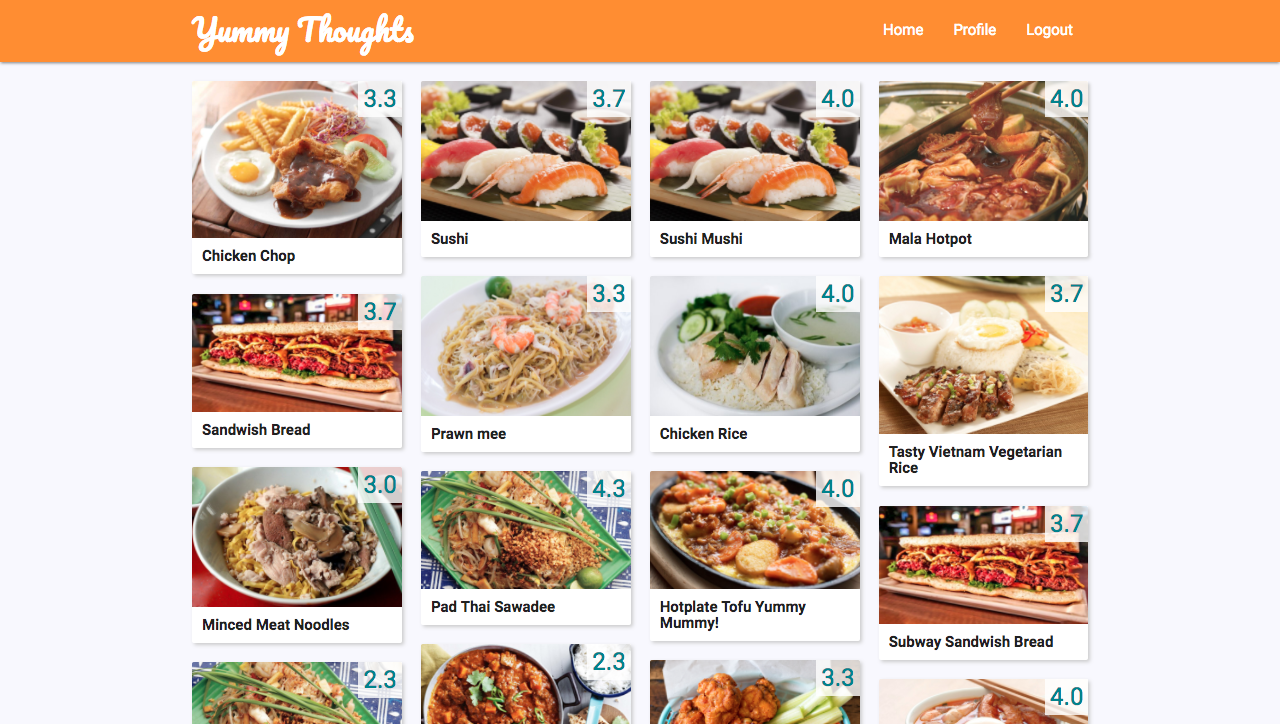 Yummy Thoughts
Home
Profile
Logout
3.3
Chicken Chop
3.7
Sushi
4.0
Sushi Mushi
4.0
Mala Hotpot
3.7
Sandwish Bread
3.3
Prawn mee
4.0
Chicken Rice
3.7
Tasty Vietnam Vegetarian
Rice
3.0
Minced Meat Noodles
4.3
Pad Thai Sawadee
4.0
Hotplate Tofu Yummy
Mummy!
3.7
Subway Sandwish Bread
2.3
2.3
3.3
4.0